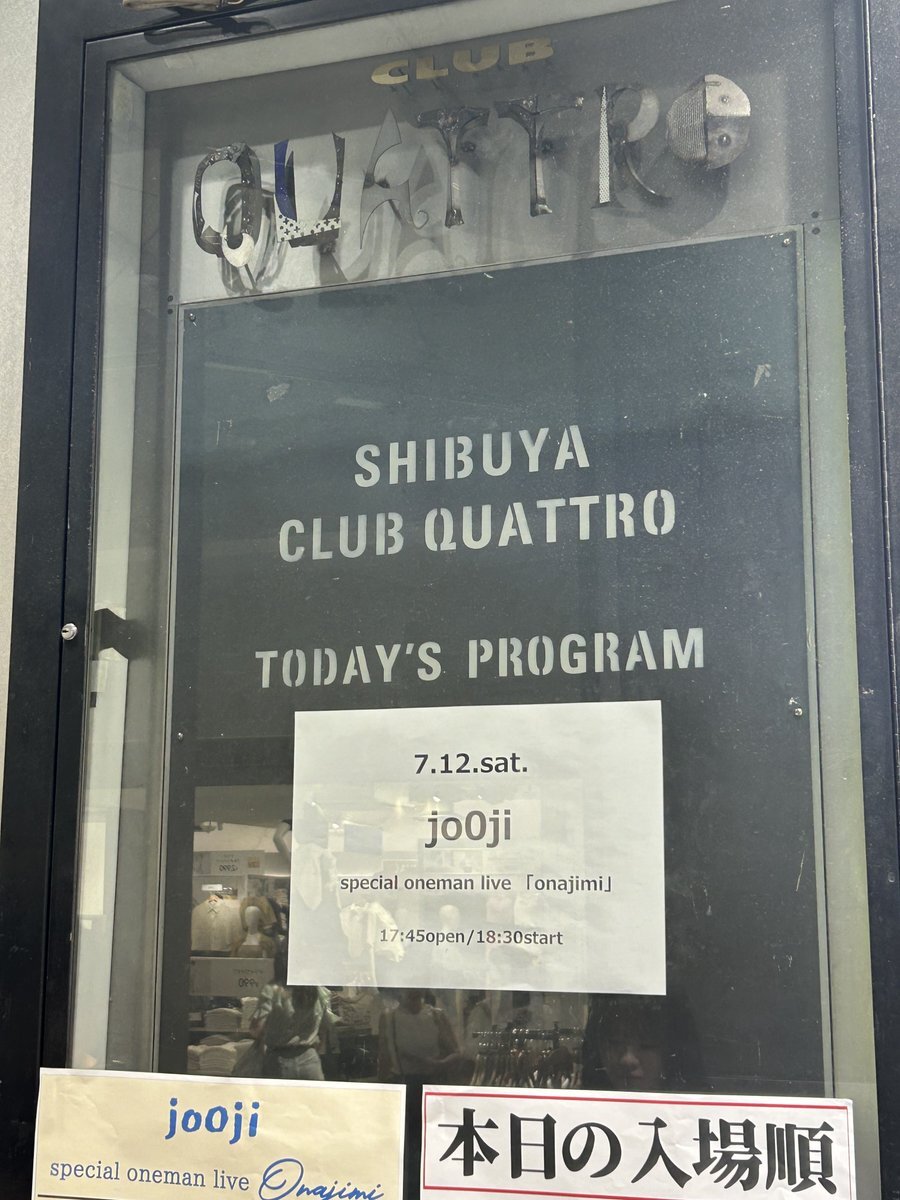 CLUB
QUATTRO
SHIBUYA
CLUB QUATTRO
TODAY'S PROGRAM
7.12.sat.
jo0ji
special oneman live「onajimi」
17:45open/18:30start
jo0ji
special oneman live Onajimi
本日の入場順